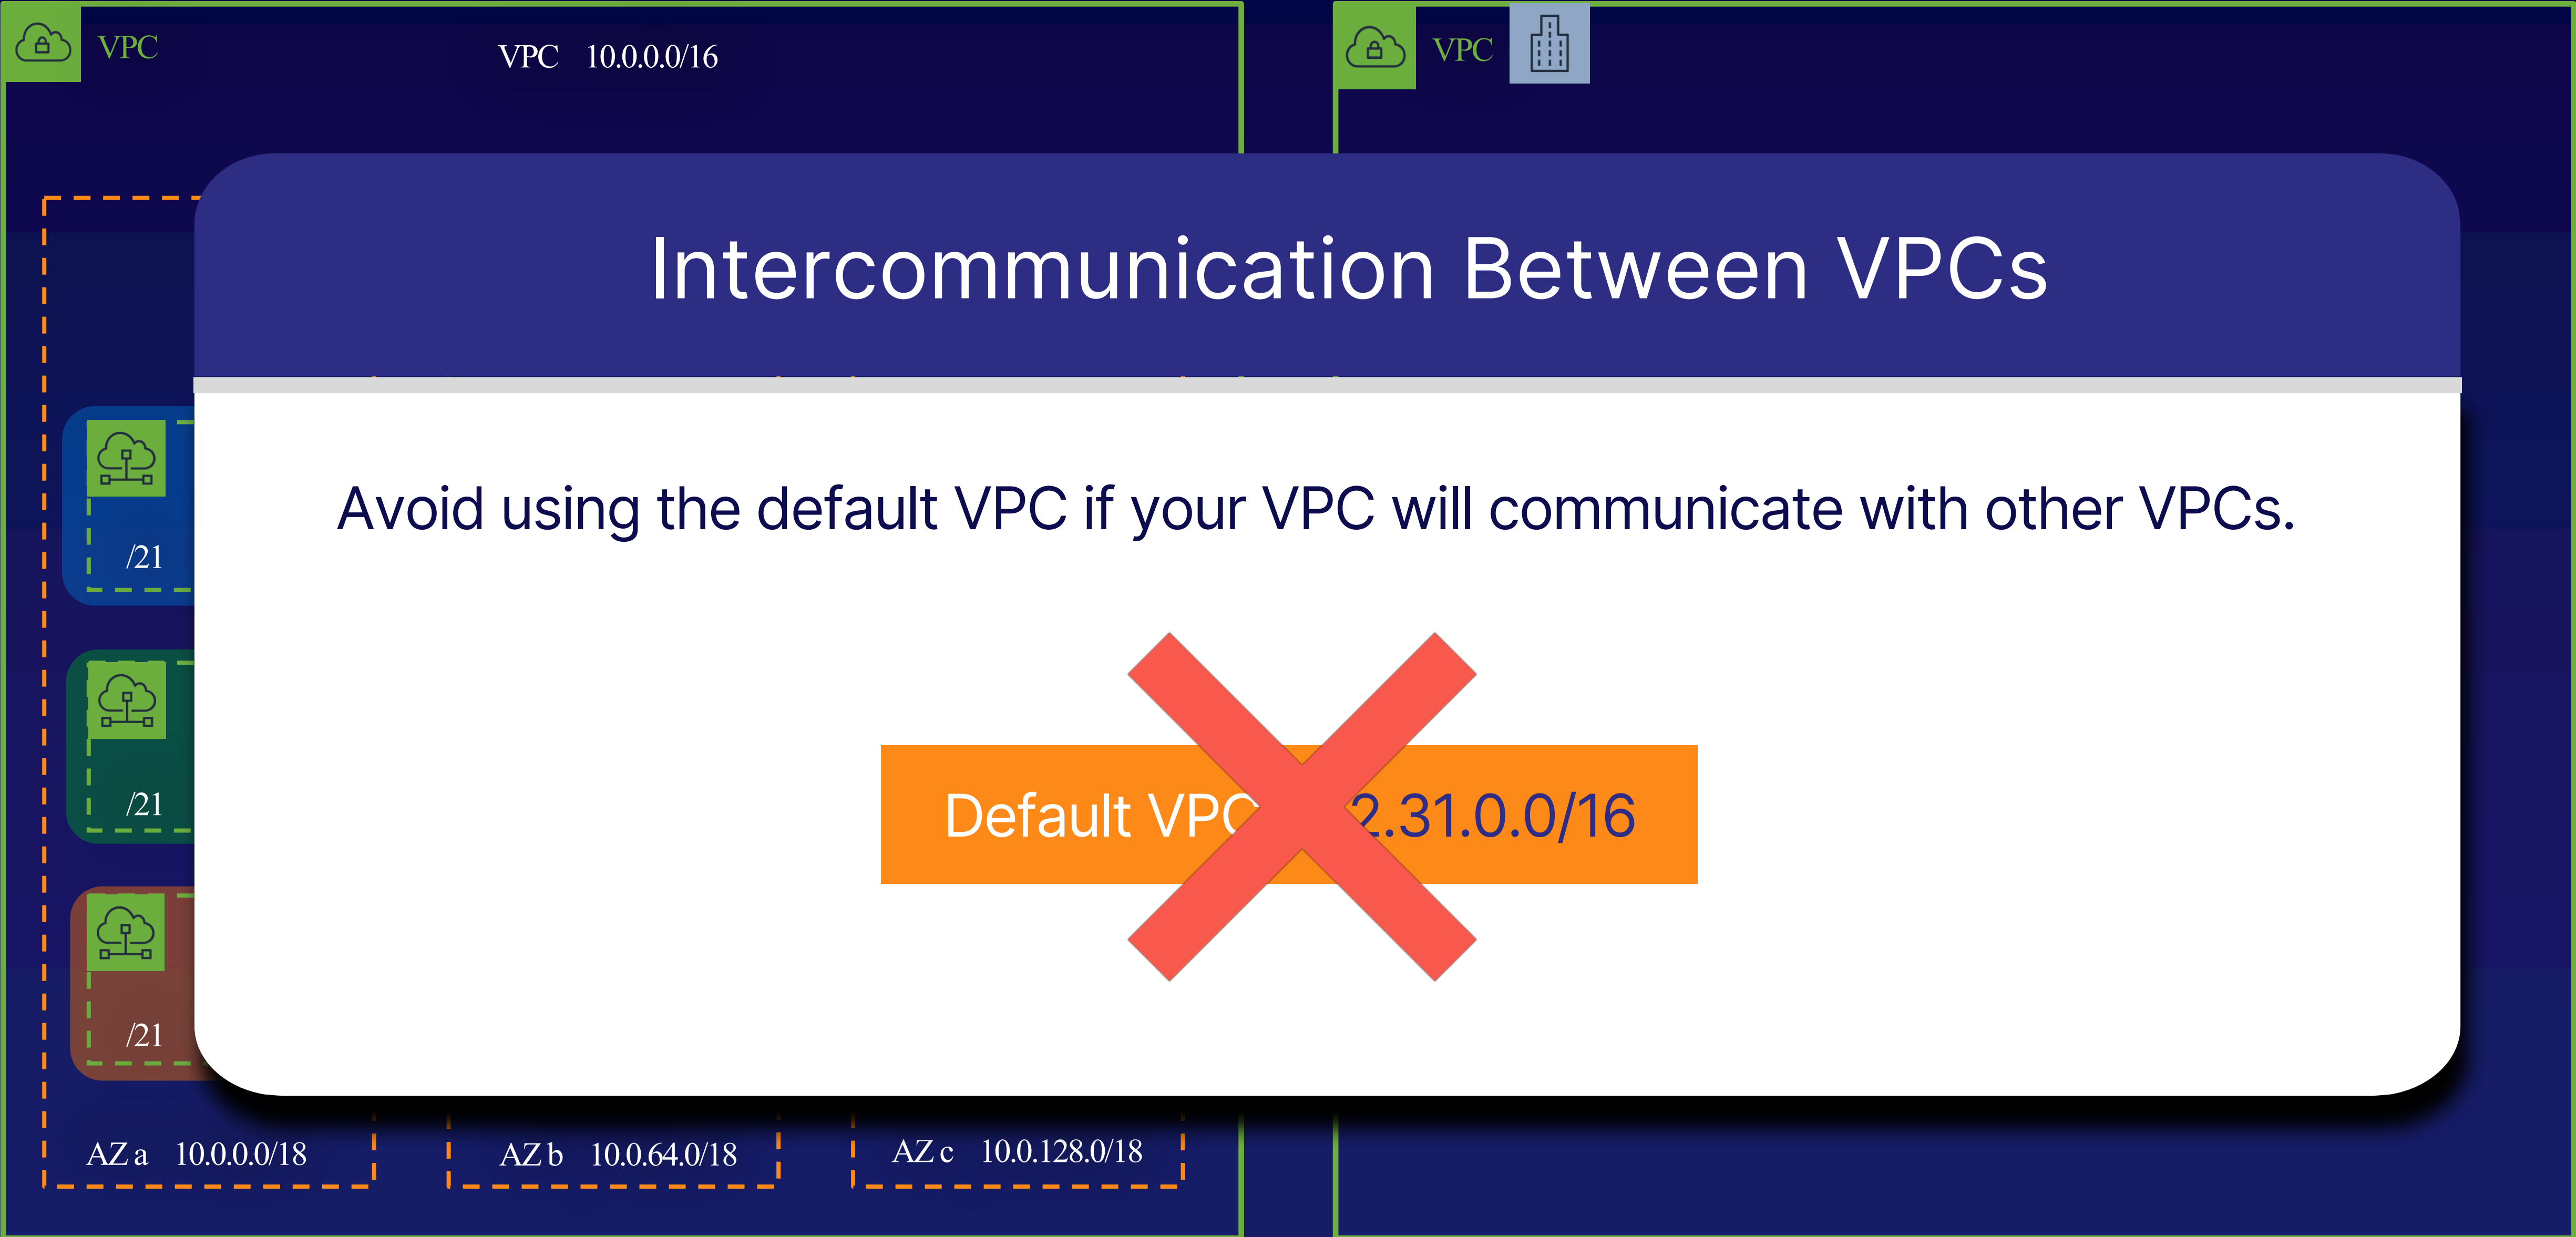 VPC
VPC 10.0.0.0/16
VPC
Intercommunication Between VPCs
Avoid using the default VPC if your VPC will communicate with other VPCs.
/21
Default VPC 2.31.0.0/16
/21
/21
AZ a 10.0.0.0/18
AZ b 10.0.64.0/18
AZ c 10.0.128.0/18